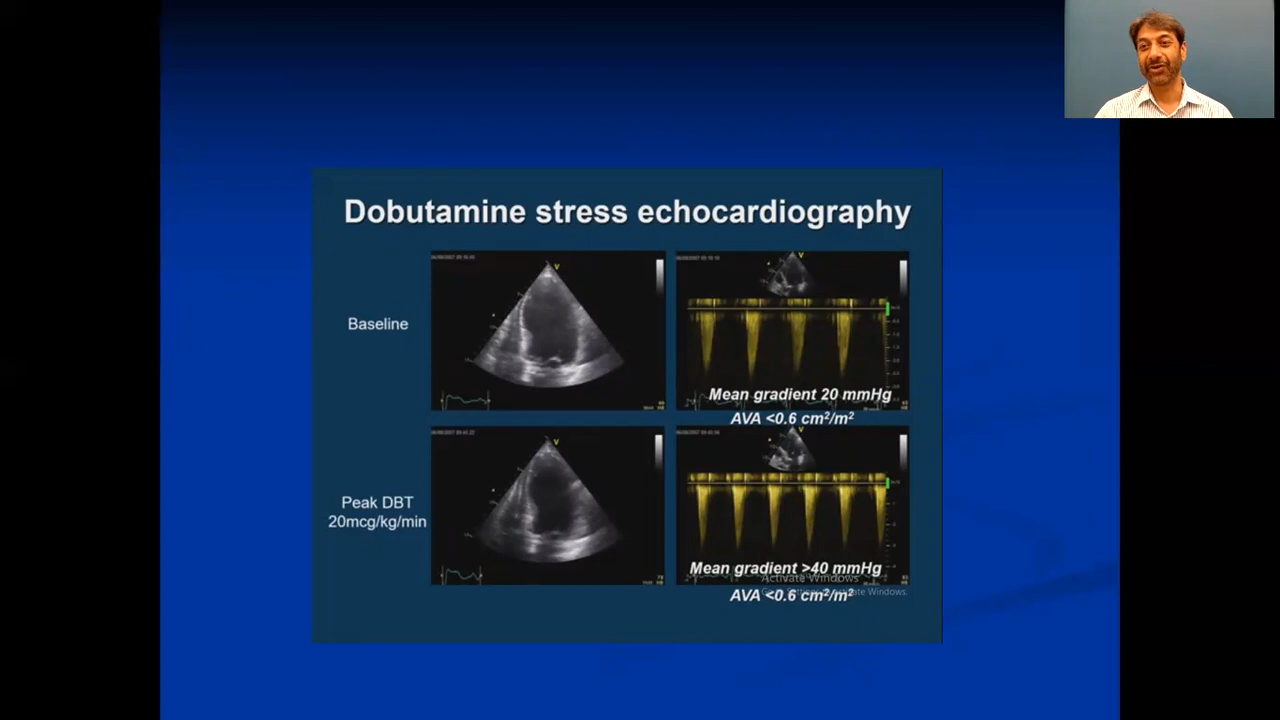 Dobutamine stress echocardiography
Baseline
V
V
Mean gradient 20 mmHg
AVA <0.6 cm²/m²
Peak DBT
20mcg/kg/min
V
V
Mean gradient >40 mmHg
Activate Windows
AVA <0.6 cm²/m²